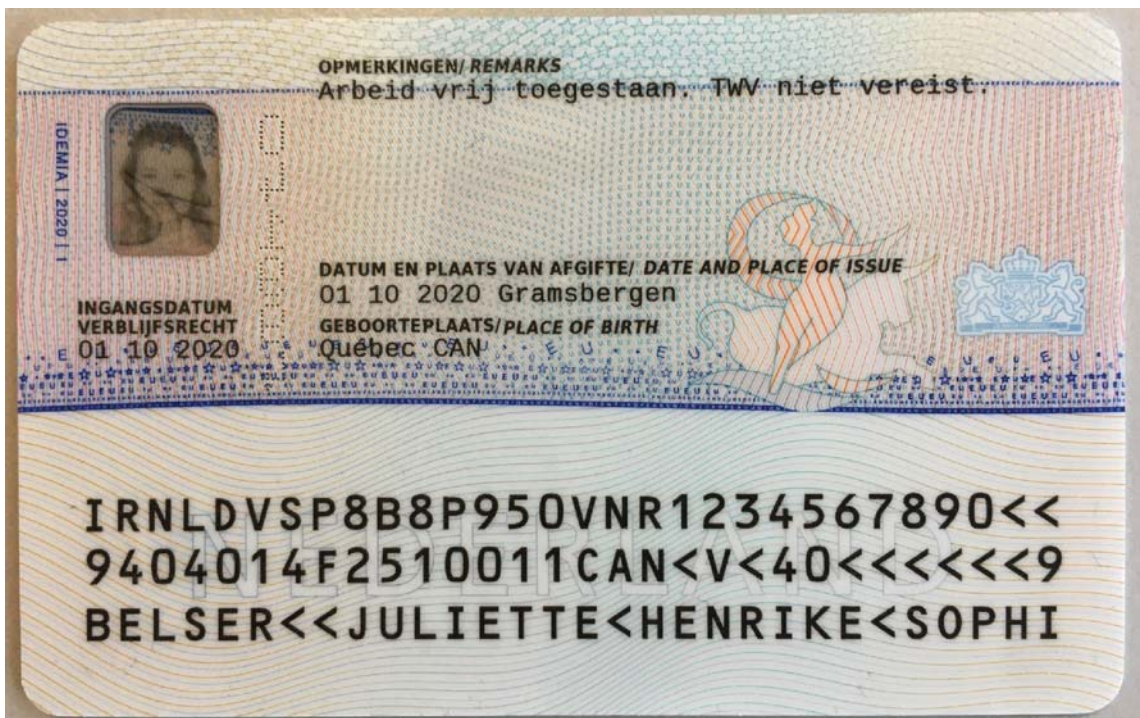 OPMERKINGEN/ REMARKS
Arbeid vrij toegestaan. TWV niet vereist.
IDEMIA | 2020 | 1
DATUM EN PLAATS VAN AFGIFTE/ DATE AND PLACE OF ISSUE
01 10 2020 Gramsbergen
INGANGSDATUM
VERBLIJFSRECHT
01 10 2020
GEBOORTEPLAATS/PLACE OF BIRTH
Québec CAN
NEDERLAND
IRNLDVSP8B8P950VNR1234567890<<
9404014F2510011CAN<V<40<<<<<<9
BELSER<<JULIETTE<HENRIKE<SOPHI